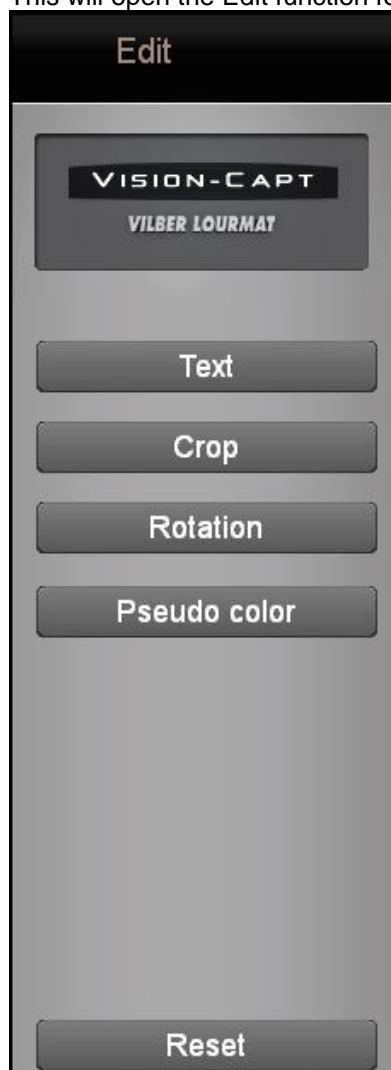 This will open the Edit function
Edit
VISION-CAPT
VILBER LOURMAT
Text
Crop
Rotation
Pseudo color
Reset